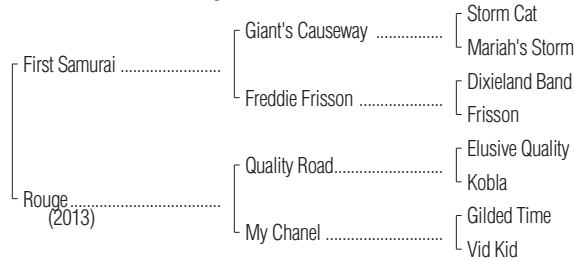 Storm Cat
Giant's Causeway ................
Mariah's Storm
First Samurai .......................
Dixieland Band
Freddie Frisson ...................
Frisson
Elusive Quality
Quality Road.........................
Kobla
Rouge...................................
(2013)
Gilded Time
My Chanel ...........................
Vid Kid